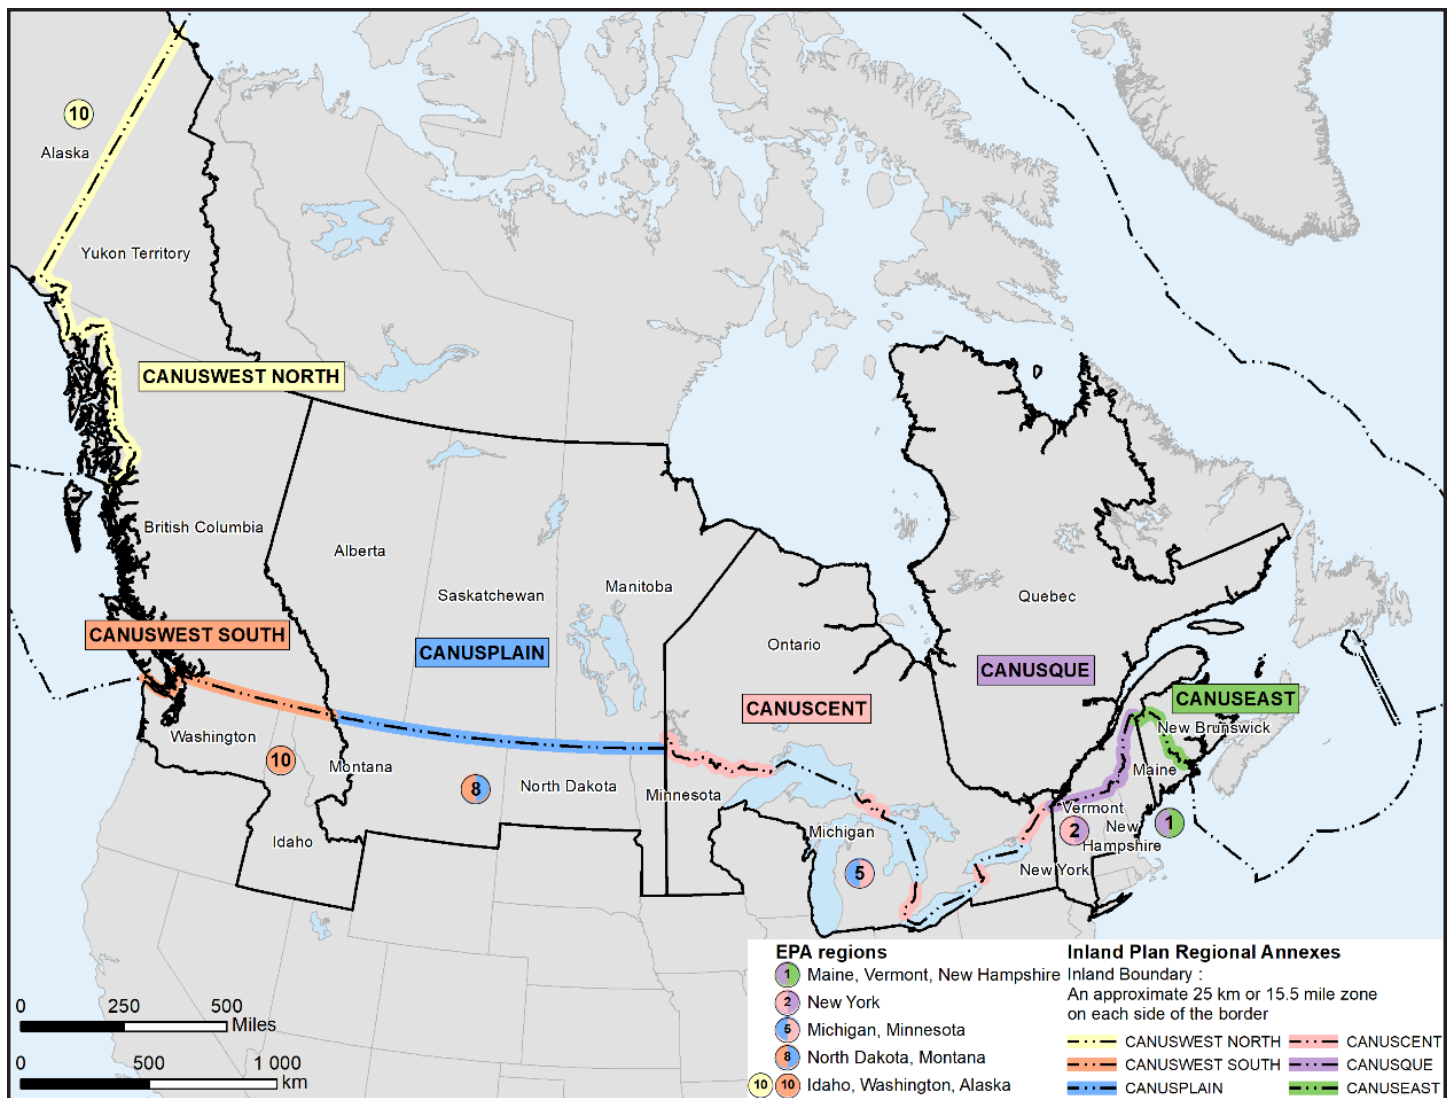 10
Alaska
Yukon Territory
CANUSWEST NORTH
British Columbia
Alberta
Saskatchewan
Manitoba
Ontario
Quebec
CANUSWEST SOUTH
CANUSPLAIN
CANUSCENT
CANUSQUE
CANUSEAST
New Brunswick
Washington
10
Montana
8
North Dakota
Minnesota
Idaho
Michigan
5
Maine
Vermont
2
New
Hampshire
1
New York
EPA regions
1 Maine, Vermont, New Hampshire
2 New York
5 Michigan, Minnesota
8 North Dakota, Montana
10 10 Idaho, Washington, Alaska
Inland Plan Regional Annexes
Inland Boundary :
An approximate 25 km or 15.5 mile zone
on each side of the border
CANUSWEST NORTH
CANUSCENT
CANUSWEST SOUTH
CANUSQUE
CANUSPLAIN
CANUSEAST
0 250 500
Miles
0 500 1 000
km